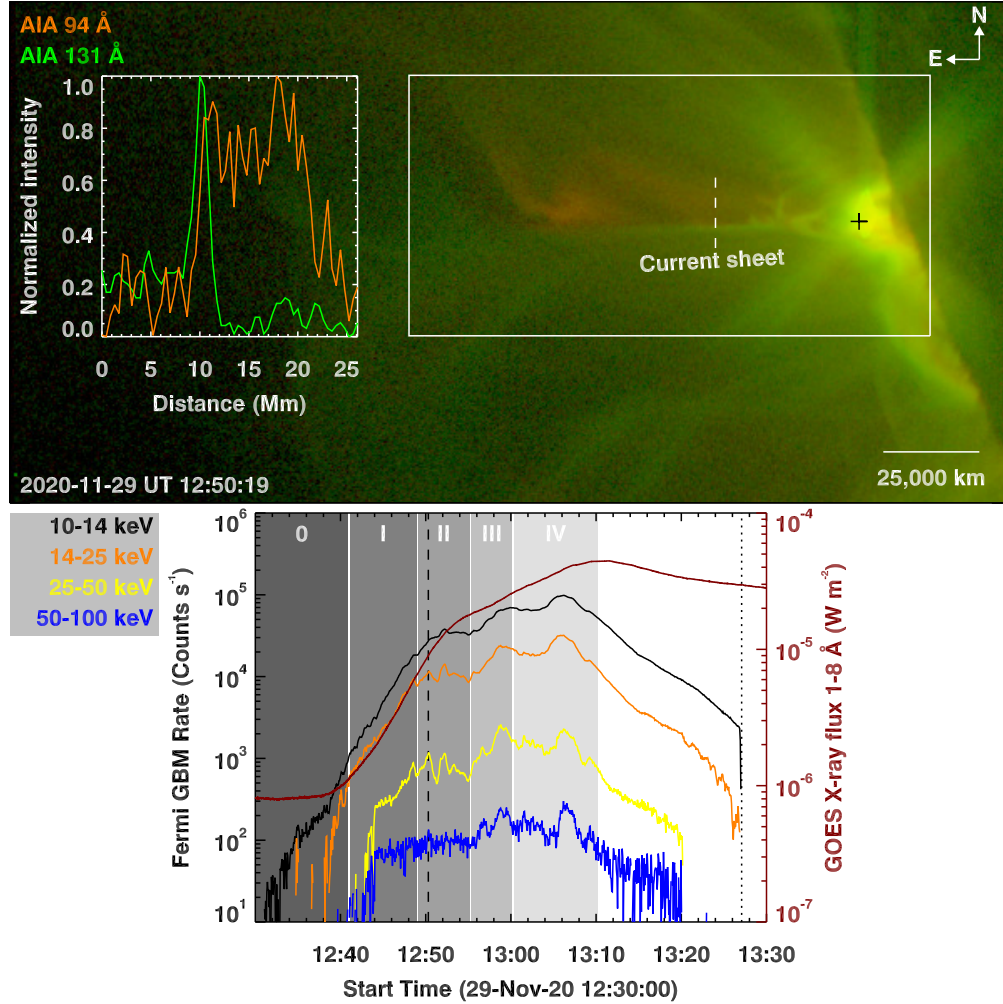 AIA 94 Å
AIA 131 Å
N
E
Normalized intensity
1.0
0.8
0.6
0.4
0.2
0.0
0 5 10 15 20 25
Distance (Mm)
Current sheet
25,000 km
2020-11-29 UT 12:50:19
10-14 keV
14-25 keV
25-50 keV
50-100 keV
0 I II III IV
Fermi GBM Rate (Counts s⁻¹)
10⁶
10⁵
10⁴
10³
10²
10¹
GOES X-ray flux 1-8 Å (W m⁻²)
10⁻⁴
10⁻⁵
10⁻⁶
10⁻⁷
12:40 12:50 13:00 13:10 13:20 13:30
Start Time (29-Nov-20 12:30:00)